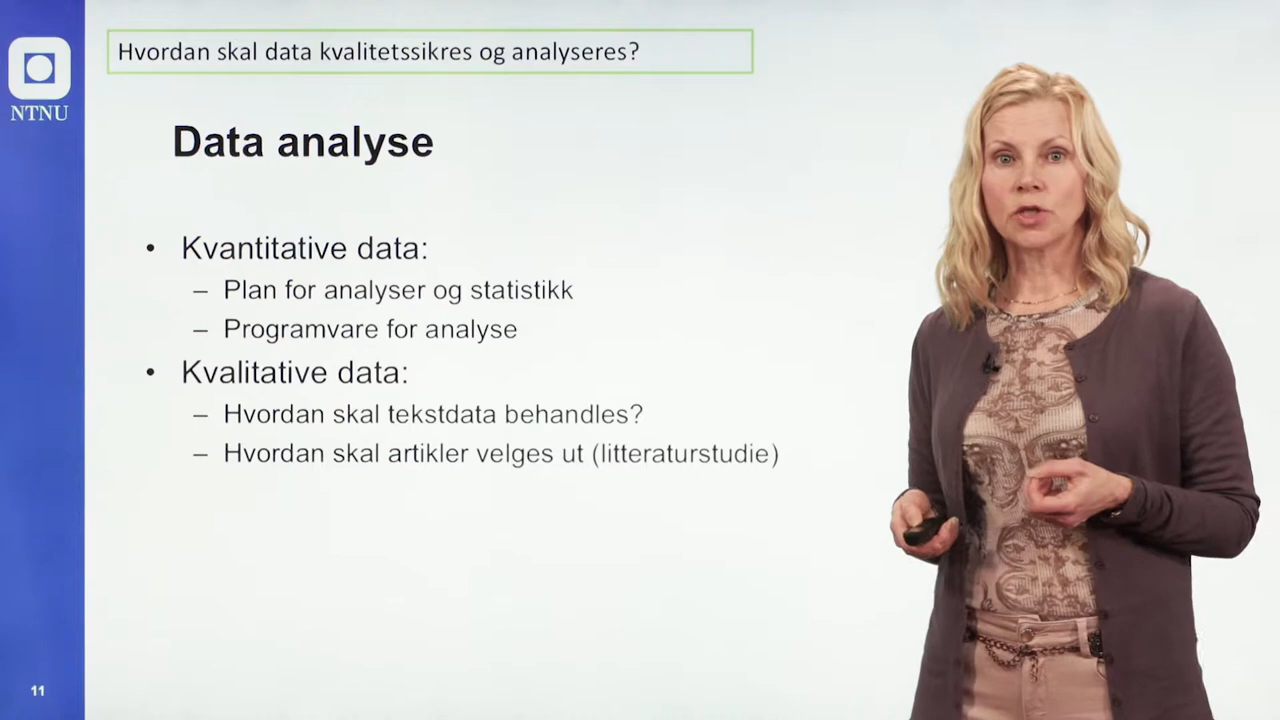 Hvordan skal data kvalitetssikres og analyseres?
NTNU
Data analyse
• Kvantitative data:
– Plan for analyser og statistikk
– Programvare for analyse
• Kvalitative data:
– Hvordan skal tekstdata behandles?
– Hvordan skal artikler velges ut (litteraturstudie)
11